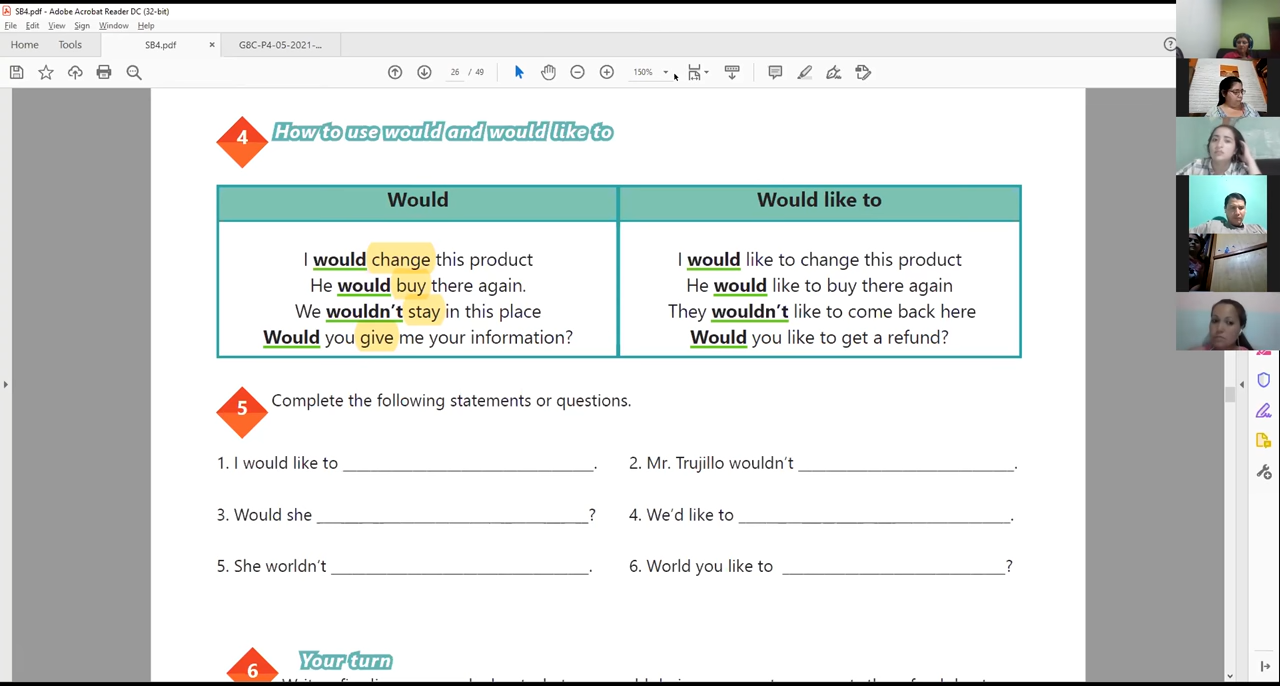 SB4.pdf - Adobe Acrobat Reader DC (32-bit)
File Edit View Sign Window Help
Home Tools SB4.pdf × G8C-P4-05-2021-...
26 / 49 150%
4 How to use would and would like to
Would Would like to
I would change this product I would like to change this product
He would buy there again. He would like to buy there again
We wouldn't stay in this place They wouldn't like to come back here
Would you give me your information? Would you like to get a refund?
5 Complete the following statements or questions.
1. I would like to ____________________________. 2. Mr. Trujillo wouldn't ________________________.
3. Would she ______________________________? 4. We'd like to ______________________________.
5. She worldn't ____________________________. 6. World you like to _________________________?
6 Your turn